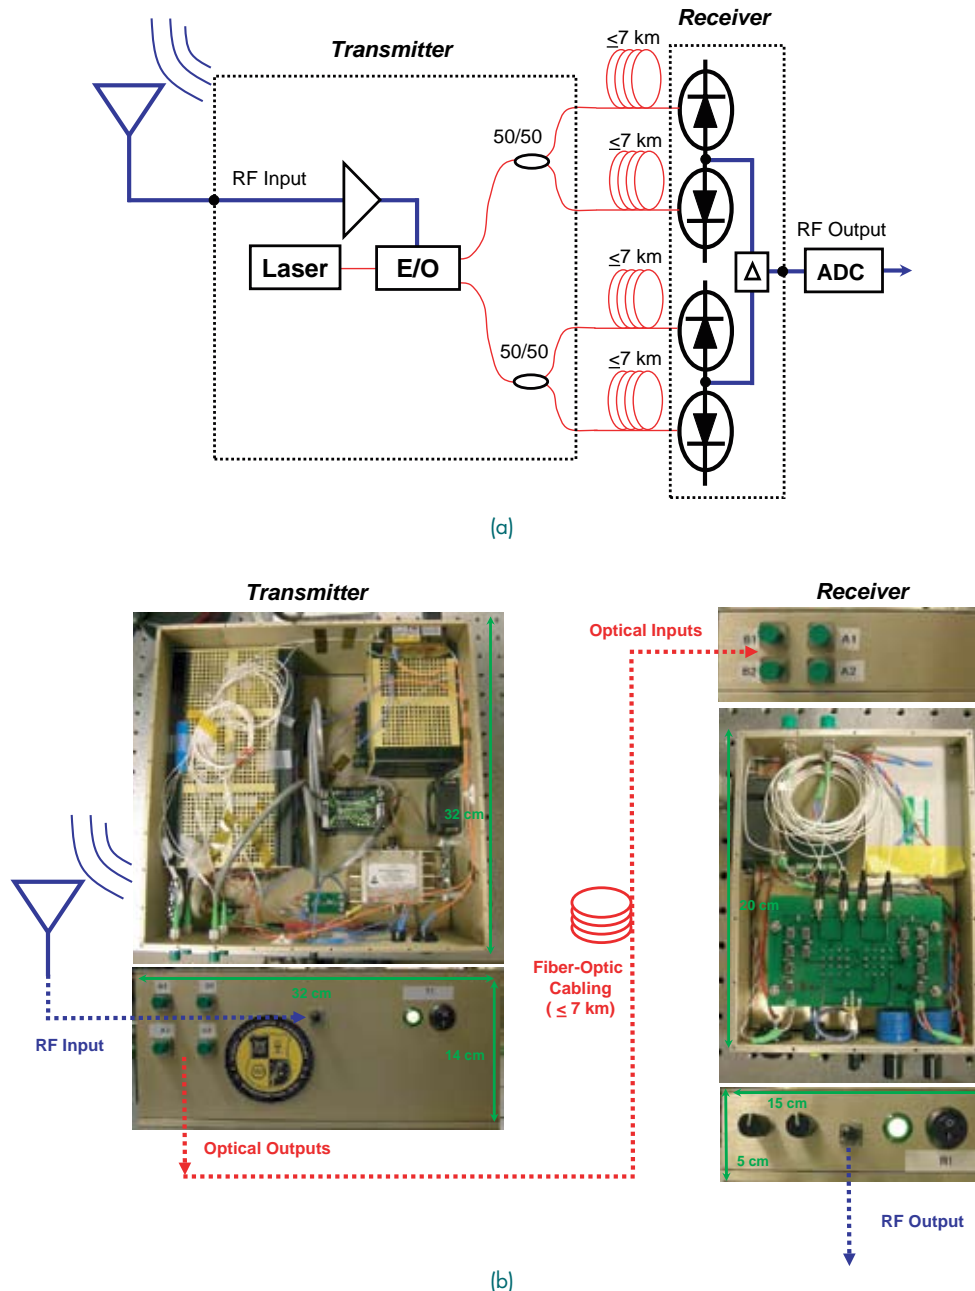 Receiver
Transmitter
≤7 km
50/50
≤7 km
RF Input
RF Output
Laser
E/O
≤7 km
Δ
ADC
50/50
≤7 km
(a)
Transmitter
Receiver
Optical Inputs
B1
A1
B2
A2
32 cm
20 cm
Fiber-Optic
Cabling
( ≤ 7 km)
32 cm
RF Input
14 cm
15 cm
Optical Outputs
5 cm
RF Output
(b)